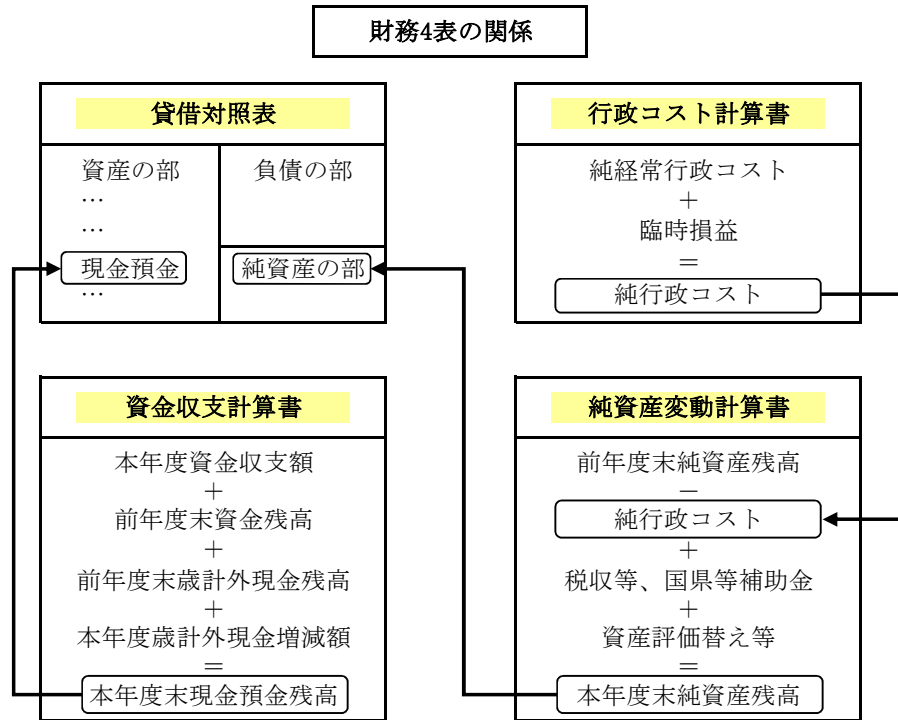 財務4表の関係
貸借対照表
資産の部
…
…
現金預金
…
負債の部
純資産の部
行政コスト計算書
純経常行政コスト
＋
臨時損益
＝
純行政コスト
資金収支計算書
本年度資金収支額
＋
前年度末資金残高
＋
前年度末歳計外現金残高
＋
本年度歳計外現金増減額
＝
本年度末現金預金残高
純資産変動計算書
前年度末純資産残高
－
純行政コスト
＋
税収等、国県等補助金
＋
資産評価替え等
＝
本年度末純資産残高